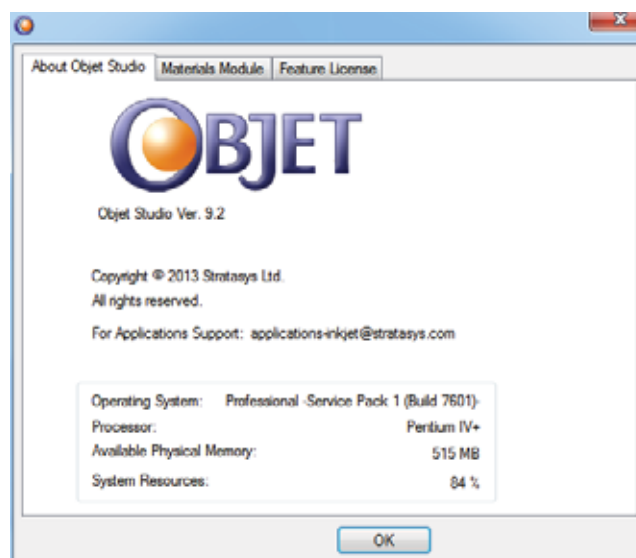 About Objet Studio Materials Module Feature License
OBJET
Objet Studio Ver. 9.2
Copyright © 2013 Stratasys Ltd.
All rights reserved.
For Applications Support: applications-inkjet@stratasys.com
Operating System: Professional -Service Pack 1 (Build 7601)-
Processor: Pentium IV+
Available Physical Memory: 515 MB
System Resources: 84 %
OK